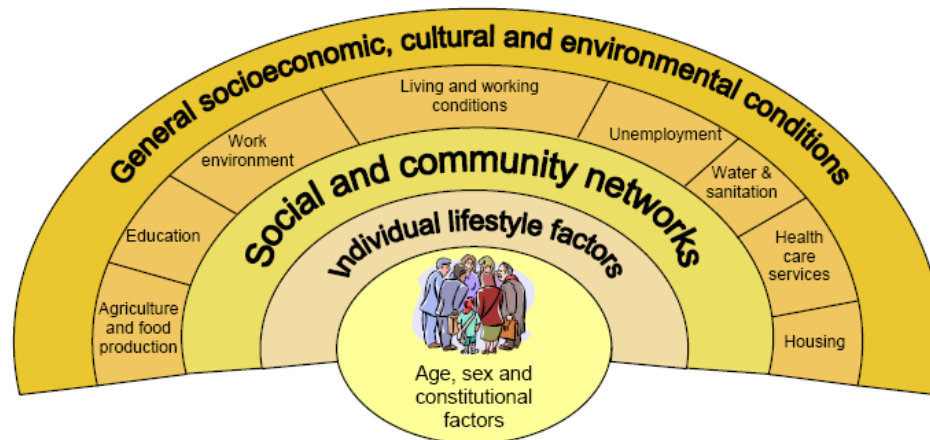 General socioeconomic, cultural and environmental conditions
Living and working
conditions
Work
environment
Unemployment
Water &
sanitation
Education
Health
care
services
Agriculture
and food
production
Housing
Social and community networks
Individual lifestyle factors
Age, sex and
constitutional
factors